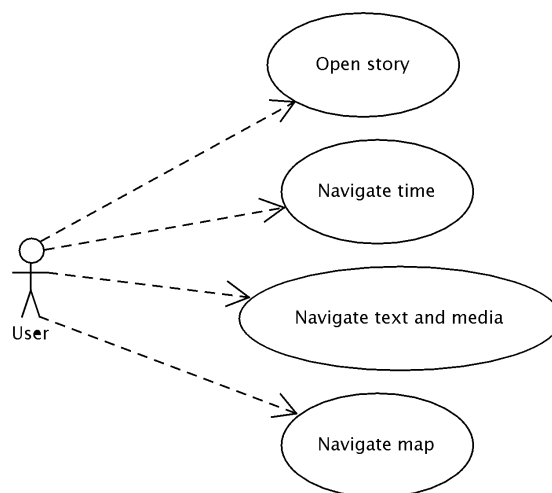 Open story
Navigate time
Navigate text and media
User
Navigate map